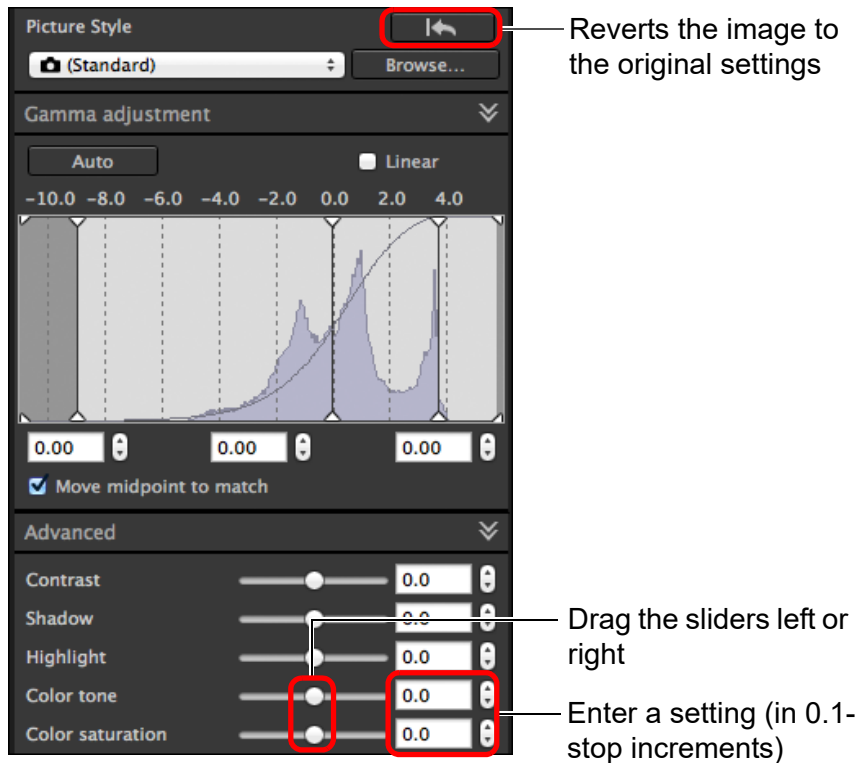 Picture Style
Reverts the image to
the original settings
(Standard)
Browse...
Gamma adjustment
Auto
Linear
-10.0 -8.0 -6.0 -4.0 -2.0 0.0 2.0 4.0
0.00 0.00 0.00
Move midpoint to match
Advanced
Contrast 0.0
Shadow 0.0
Highlight 0.0
Color tone 0.0
Color saturation 0.0
Drag the sliders left or
right
Enter a setting (in 0.1-
stop increments)